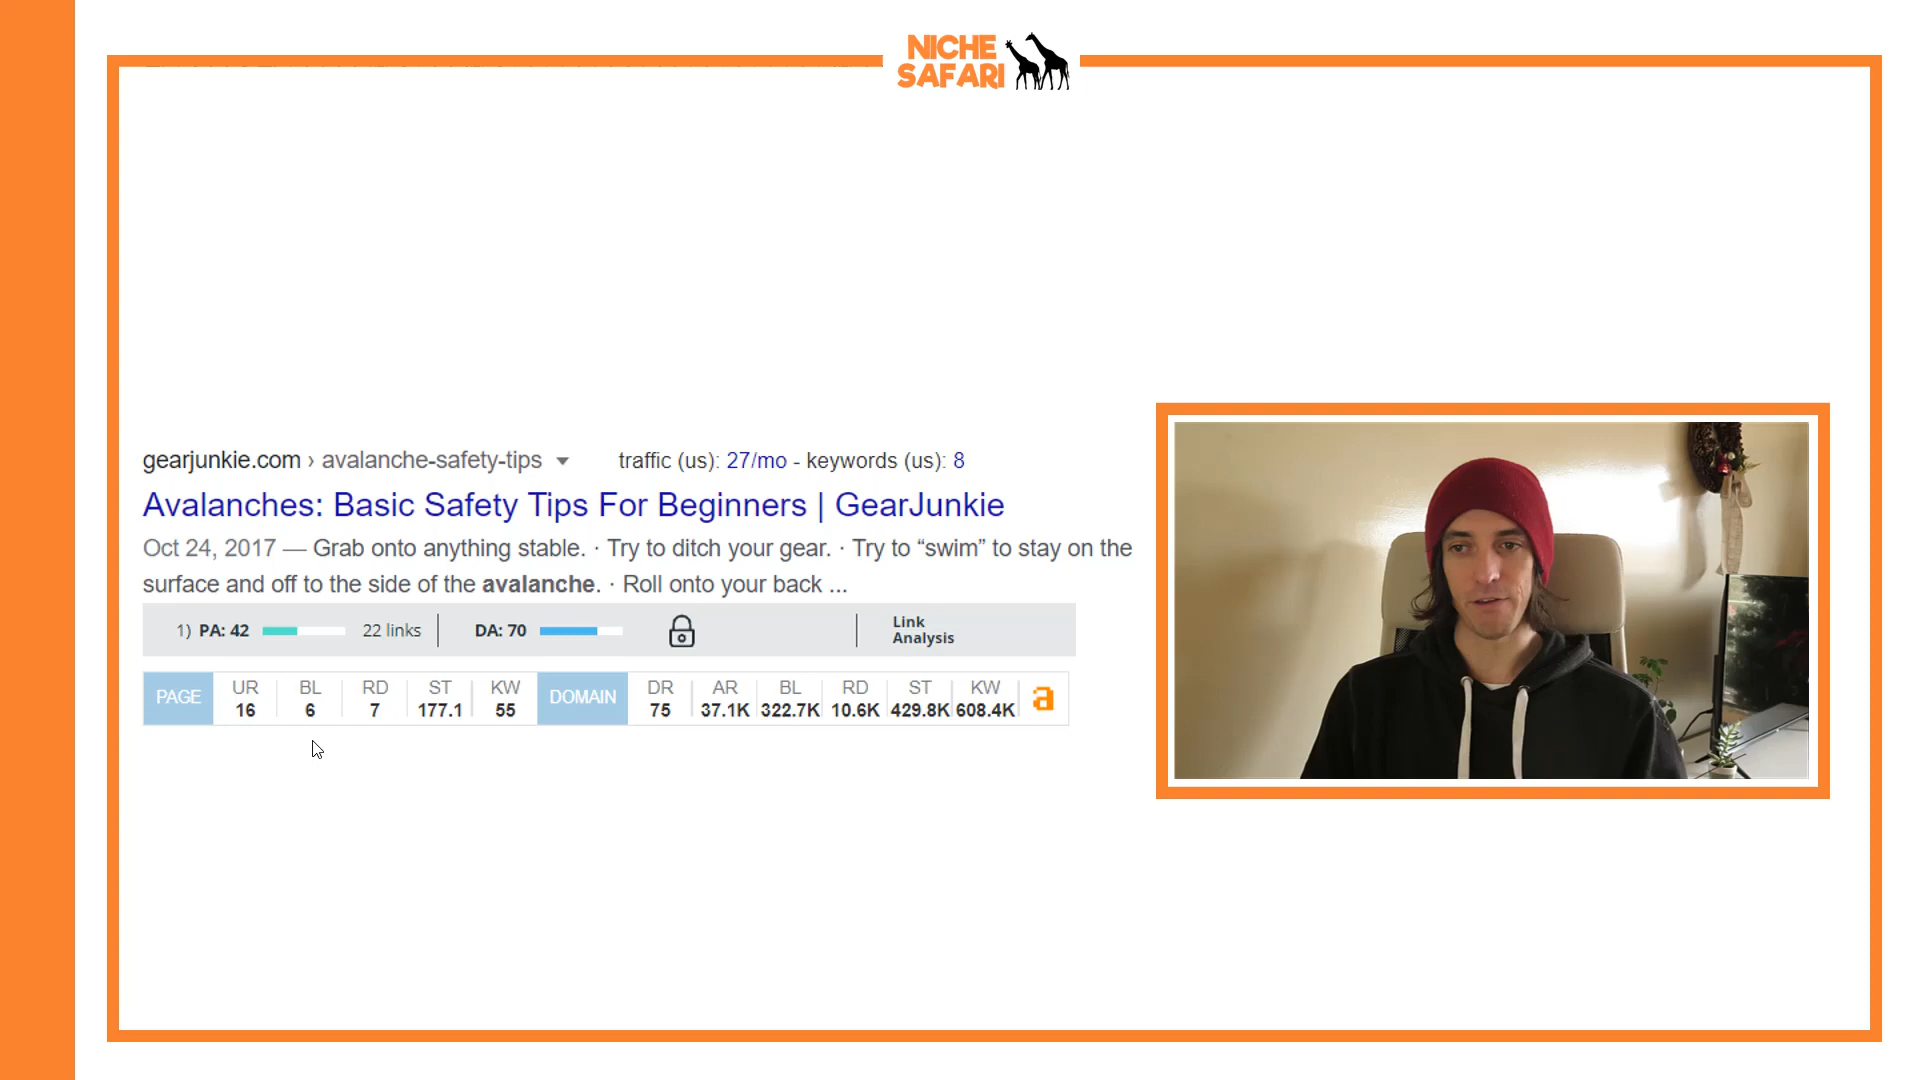 NICHE
SAFARI
gearjunkie.com › avalanche-safety-tips traffic (us): 27/mo - keywords (us): 8
Avalanches: Basic Safety Tips For Beginners | GearJunkie
Oct 24, 2017 — Grab onto anything stable. · Try to ditch your gear. · Try to “swim” to stay on the
surface and off to the side of the avalanche. · Roll onto your back ...
1) PA: 42 22 links DA: 70 Link
Analysis
PAGE UR BL RD ST KW DOMAIN DR AR BL RD ST KW a
16 6 7 177.1 55 75 37.1K 322.7K 10.6K 429.8K 608.4K